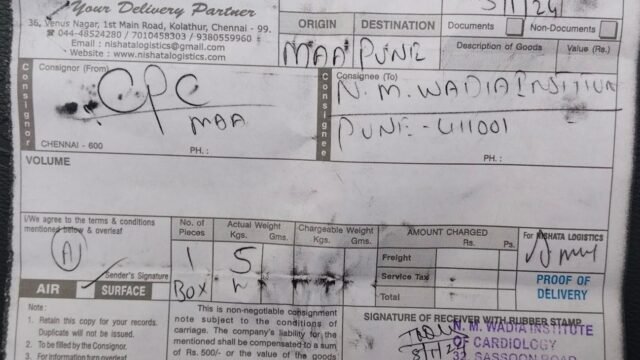 Your Delivery Partner
36, Venus Nagar, 1st Main Road, Kolathur, Chennai - 99.
☎ 044-48524280 / 7010458303 / 9380559960
Email : nishatalogistics@gmail.com
Website : www.nishatalogistics.com
ORIGIN DESTINATION
MAA PUNE
Documents Non-Documents
Description of Goods Value (Rs.)
Consignor
Consignor (From)
CPC
MAA
CHENNAI - 600 PH. :
Consignee
Consignee (To)
N. M. WADIA INSTITUTE
PUNE - 411001
PH. :
VOLUME
I/We agree to the terms & conditions
mentioned below & overleaf
Sender's Signature
AIR SURFACE
No. of Pieces
1
BOX
Actual Weight
Kgs. Gms.
5
Chargeable Weight
Kgs. Gms.
AMOUNT CHARGED
Rs. Ps.
Freight
Service Tax
Total
For NISHATA LOGISTICS
PROOF OF
DELIVERY
Note :
1. Retain this copy for your records.
Duplicate will not be issued.
2. To be filled by the Consignor.
3. For information turn overleaf
This is non-negotiable consignment
note subject to the conditions of
carriage. The company's liability for the
mentioned shall be compensated to a sum
of Rs. 500/- or the value of the goods
SIGNATURE OF RECEIVER WITH RUBBER STAMP
N. M. WADIA INSTITUTE
OF CARDIOLOGY
32 SASSOON ROAD